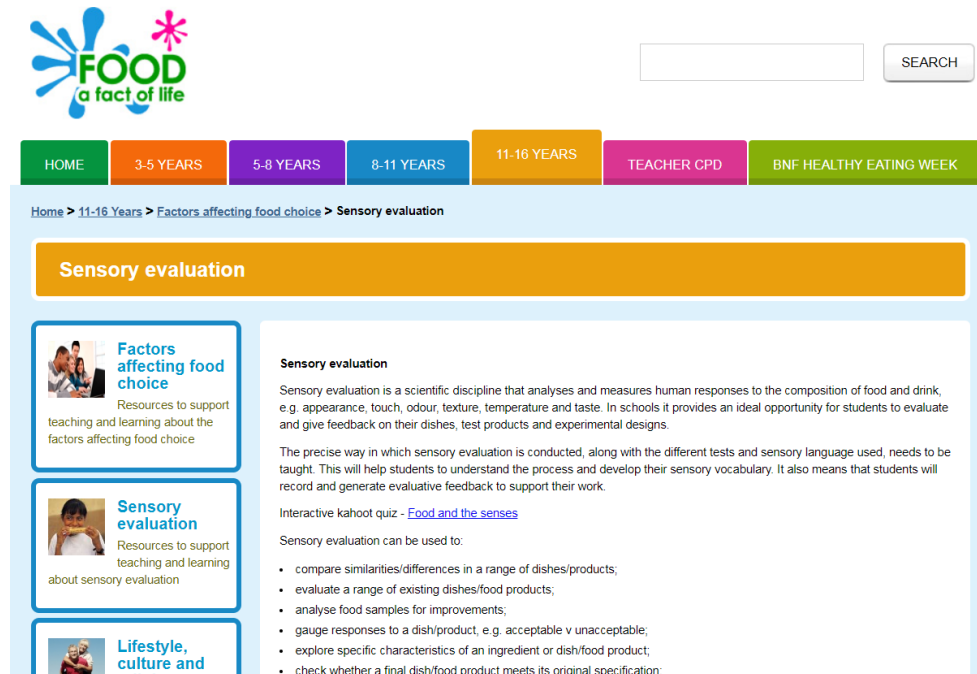 FOOD
a fact of life
SEARCH
HOME
3-5 YEARS
5-8 YEARS
8-11 YEARS
11-16 YEARS
TEACHER CPD
BNF HEALTHY EATING WEEK
Home > 11-16 Years > Factors affecting food choice > Sensory evaluation
Sensory evaluation
Factors
affecting food
choice
Resources to support
teaching and learning about the
factors affecting food choice
Sensory
evaluation
Resources to support
teaching and learning
about sensory evaluation
Lifestyle,
culture and
Sensory evaluation
Sensory evaluation is a scientific discipline that analyses and measures human responses to the composition of food and drink,
e.g. appearance, touch, odour, texture, temperature and taste. In schools it provides an ideal opportunity for students to evaluate
and give feedback on their dishes, test products and experimental designs.
The precise way in which sensory evaluation is conducted, along with the different tests and sensory language used, needs to be
taught. This will help students to understand the process and develop their sensory vocabulary. It also means that students will
record and generate evaluative feedback to support their work.
Interactive kahoot quiz - Food and the senses
Sensory evaluation can be used to:
• compare similarities/differences in a range of dishes/products;
• evaluate a range of existing dishes/food products;
• analyse food samples for improvements;
• gauge responses to a dish/product, e.g. acceptable v unacceptable;
• explore specific characteristics of an ingredient or dish/food product;
• check whether a final dish/food product meets its original specification;